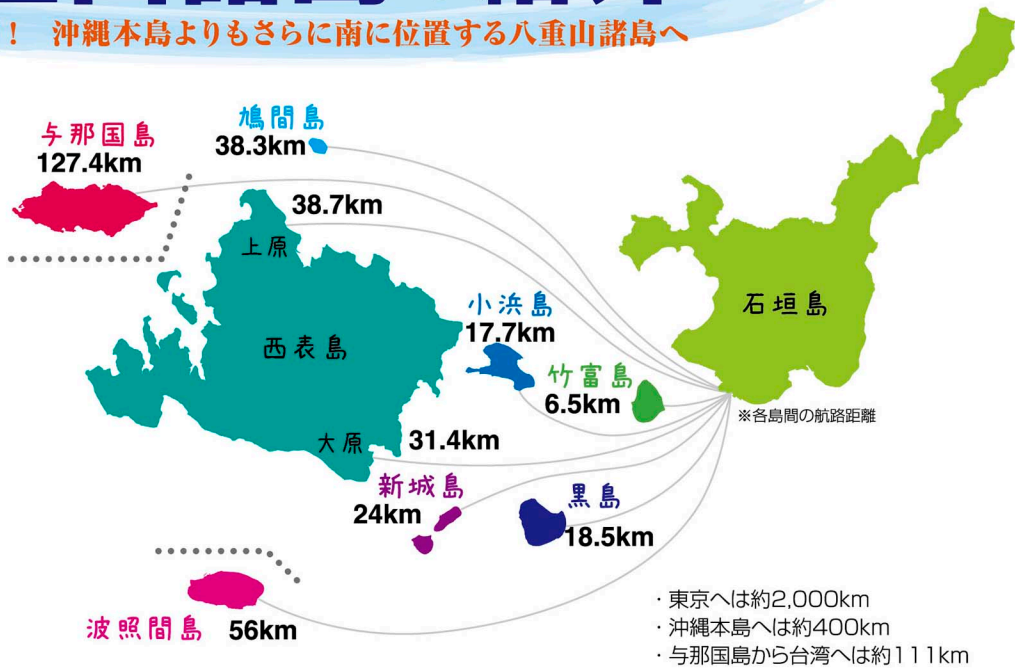 ! 沖縄本島よりもさらに南に位置する八重山諸島へ
与那国島
127.4km
鳩間島
38.3km
38.7km
上原
西表島
大原
31.4km
小浜島
17.7km
竹富島
6.5km
石垣島
※各島間の航路距離
新城島
24km
黒島
18.5km
波照間島 56km
・東京へは約2,000km
・沖縄本島へは約400km
・与那国島から台湾へは約111km